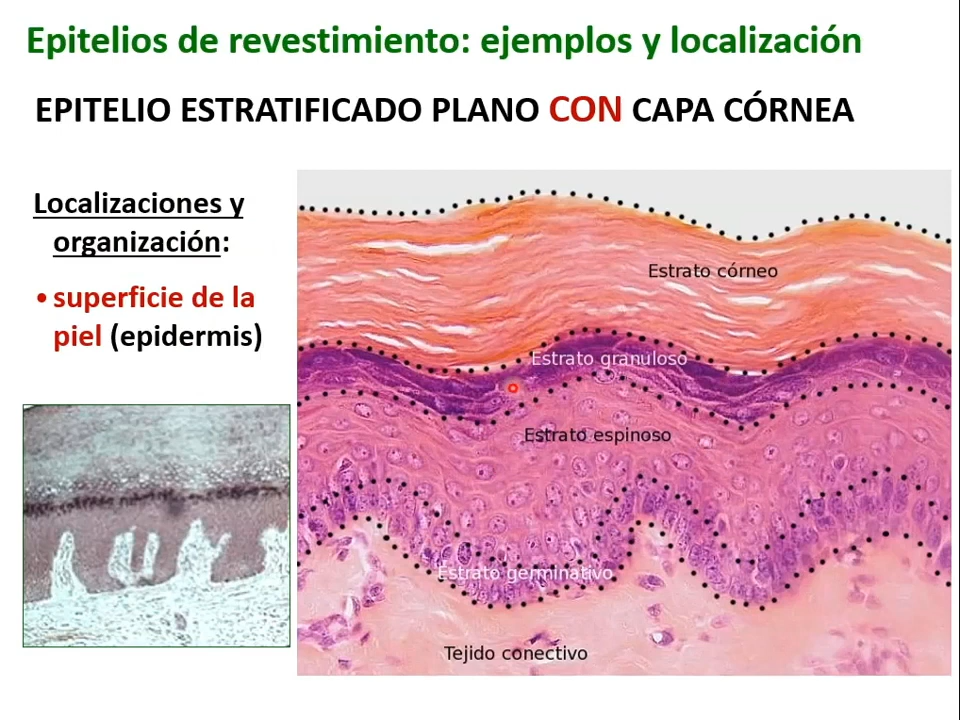 Epitelios de revestimiento: ejemplos y localización
EPITELIO ESTRATIFICADO PLANO CON CAPA CÓRNEA
Localizaciones y
organización:
• superficie de la
piel (epidermis)
Estrato córneo
Estrato granuloso
Estrato espinoso
Estrato germinativo
Tejido conectivo